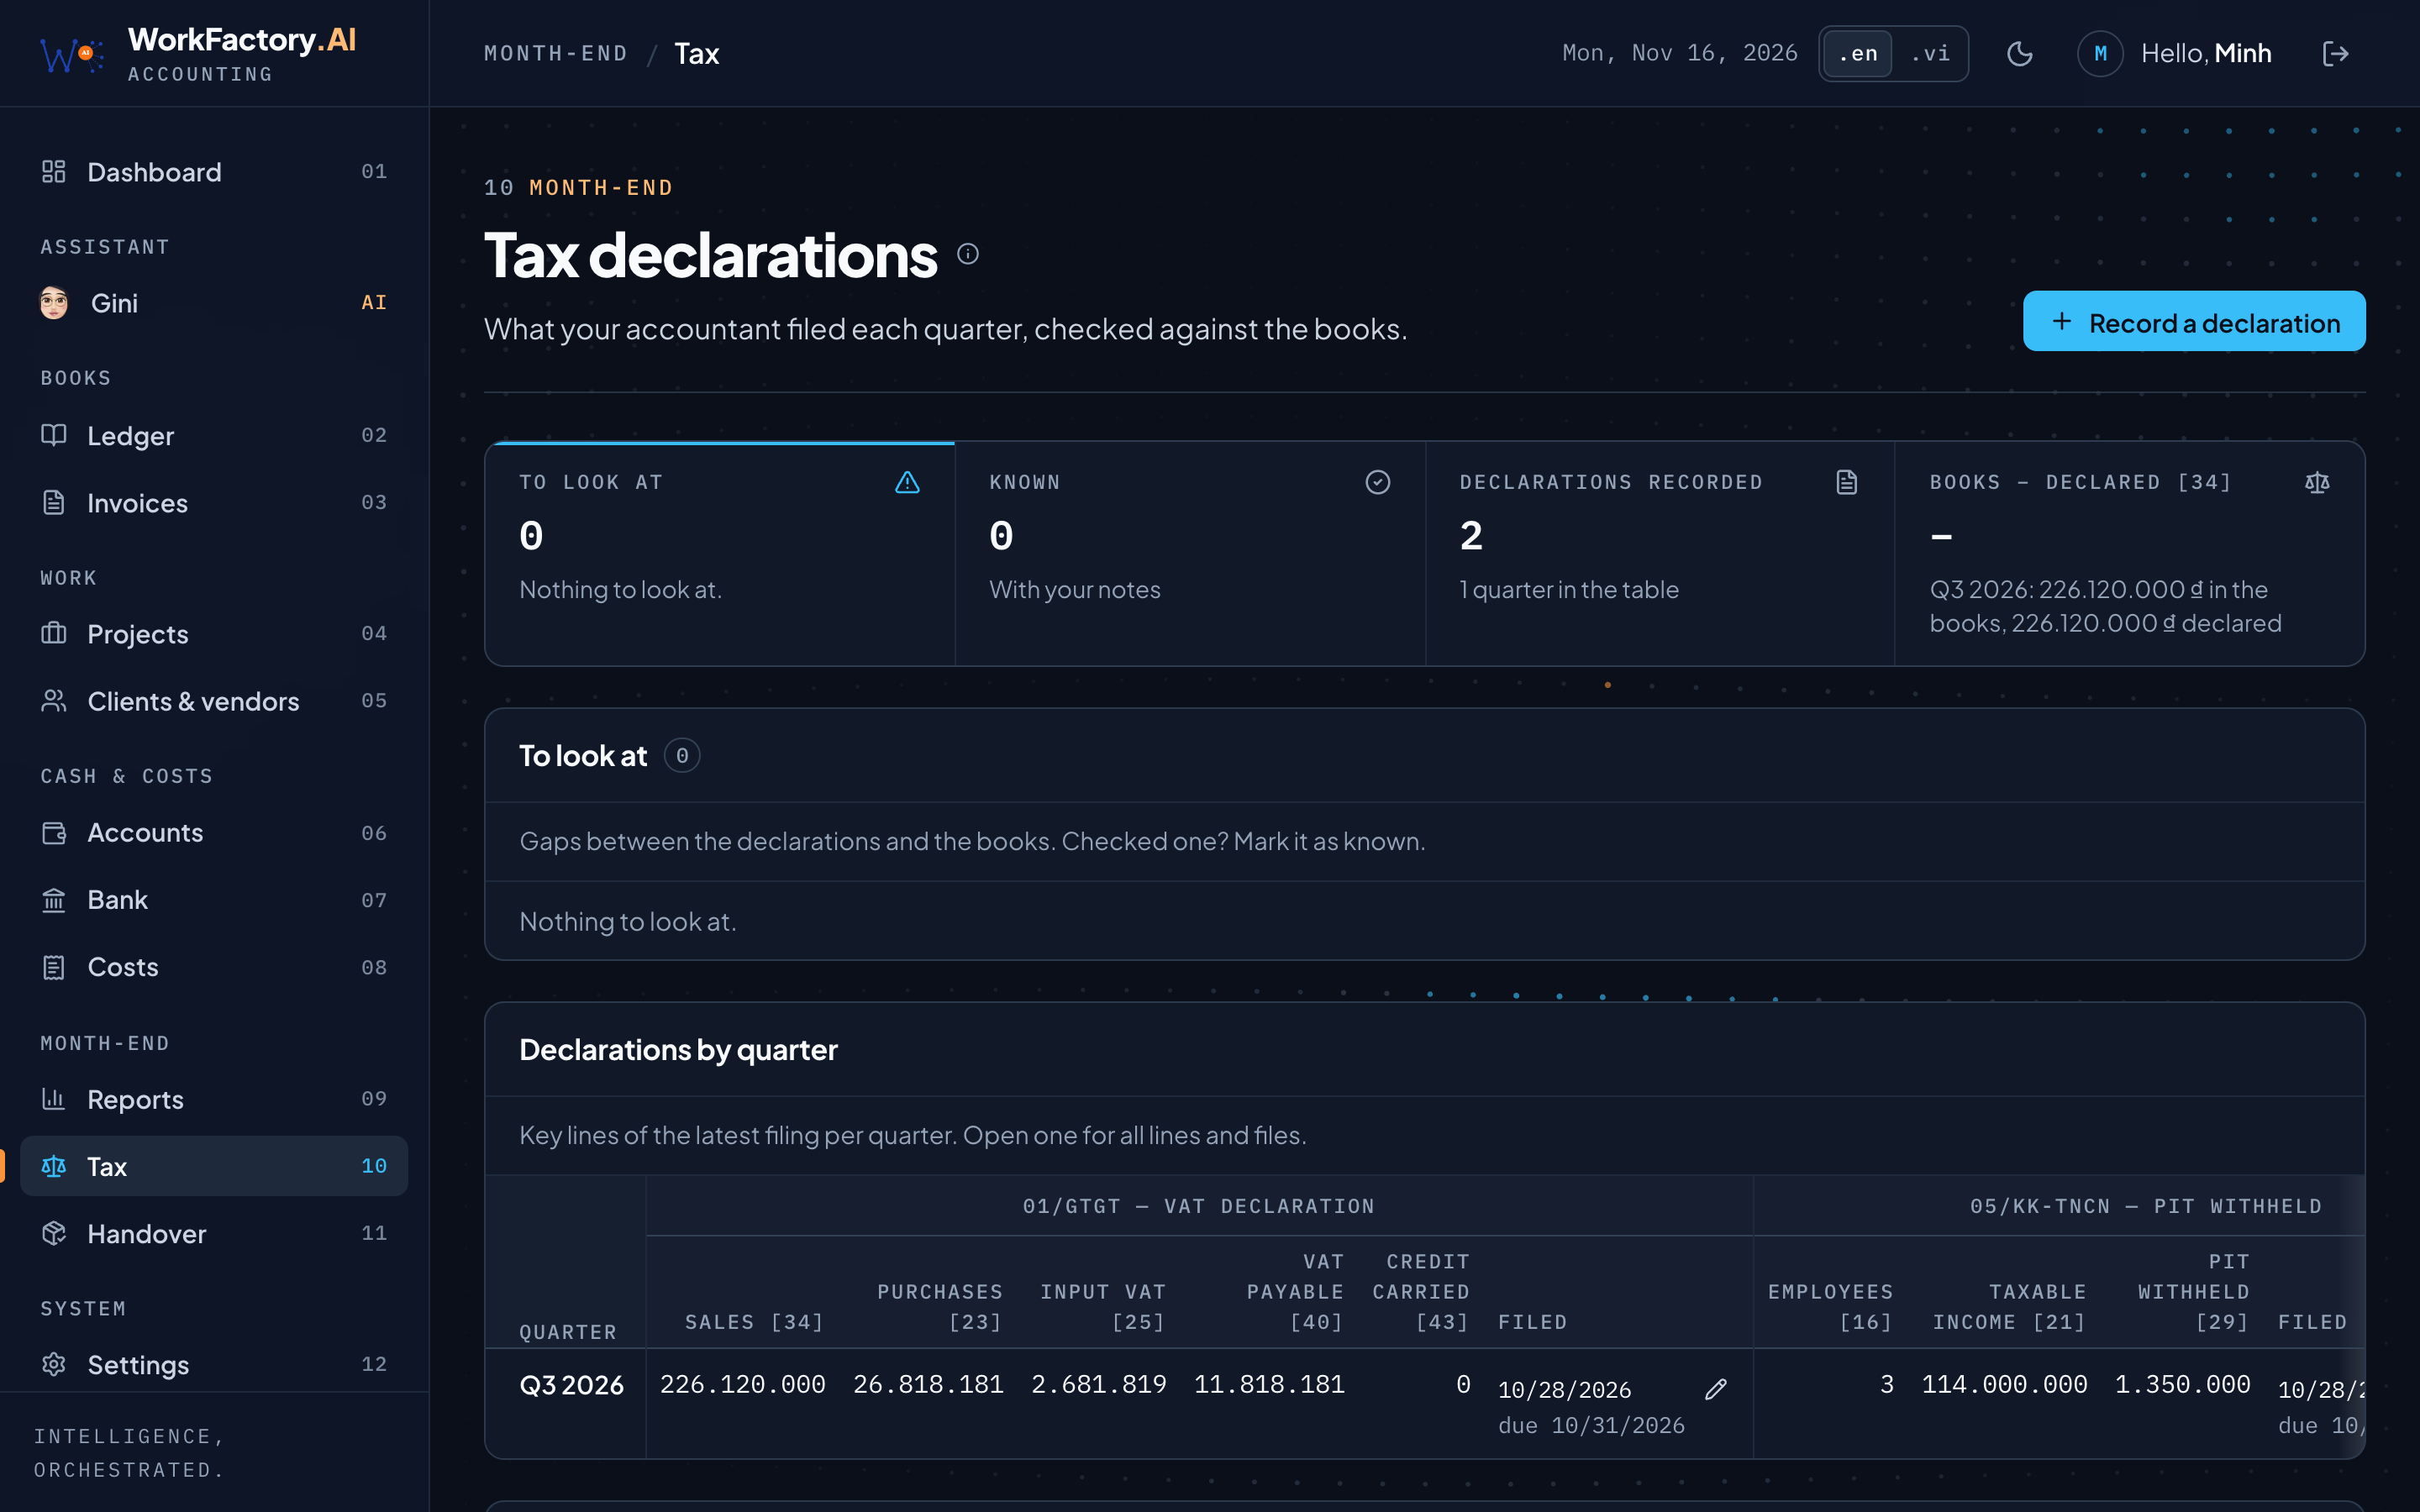 WorkFactory.AI
ACCOUNTING
MONTH-END / Tax
Mon, Nov 16, 2026
.en .vi
M
Hello, Minh
Dashboard 01
ASSISTANT
Gini AI
BOOKS
Ledger 02
Invoices 03
WORK
Projects 04
Clients & vendors 05
CASH & COSTS
Accounts 06
Bank 07
Costs 08
MONTH-END
Reports 09
Tax 10
Handover 11
SYSTEM
Settings 12
INTELLIGENCE,
ORCHESTRATED.
10 MONTH-END
Tax declarations
What your accountant filed each quarter, checked against the books.
+ Record a declaration
TO LOOK AT
0
Nothing to look at.
KNOWN
0
With your notes
DECLARATIONS RECORDED
2
1 quarter in the table
BOOKS – DECLARED [34]
–
Q3 2026: 226.120.000 ₫ in the
books, 226.120.000 ₫ declared
To look at 0
Gaps between the declarations and the books. Checked one? Mark it as known.
Nothing to look at.
Declarations by quarter
Key lines of the latest filing per quarter. Open one for all lines and files.
01/GTGT – VAT DECLARATION 05/KK-TNCN – PIT WITHHELD
QUARTER
SALES [34]
PURCHASES
[23]
INPUT VAT
[25]
VAT
PAYABLE
[40]
CREDIT
CARRIED
[43]
FILED
EMPLOYEES
[16]
TAXABLE
INCOME [21]
PIT
WITHHELD
[29]
FILED
Q3 2026 226.120.000 26.818.181 2.681.819 11.818.181 0 10/28/2026 3 114.000.000 1.350.000 10/28/2
due 10/31/2026 due 10/